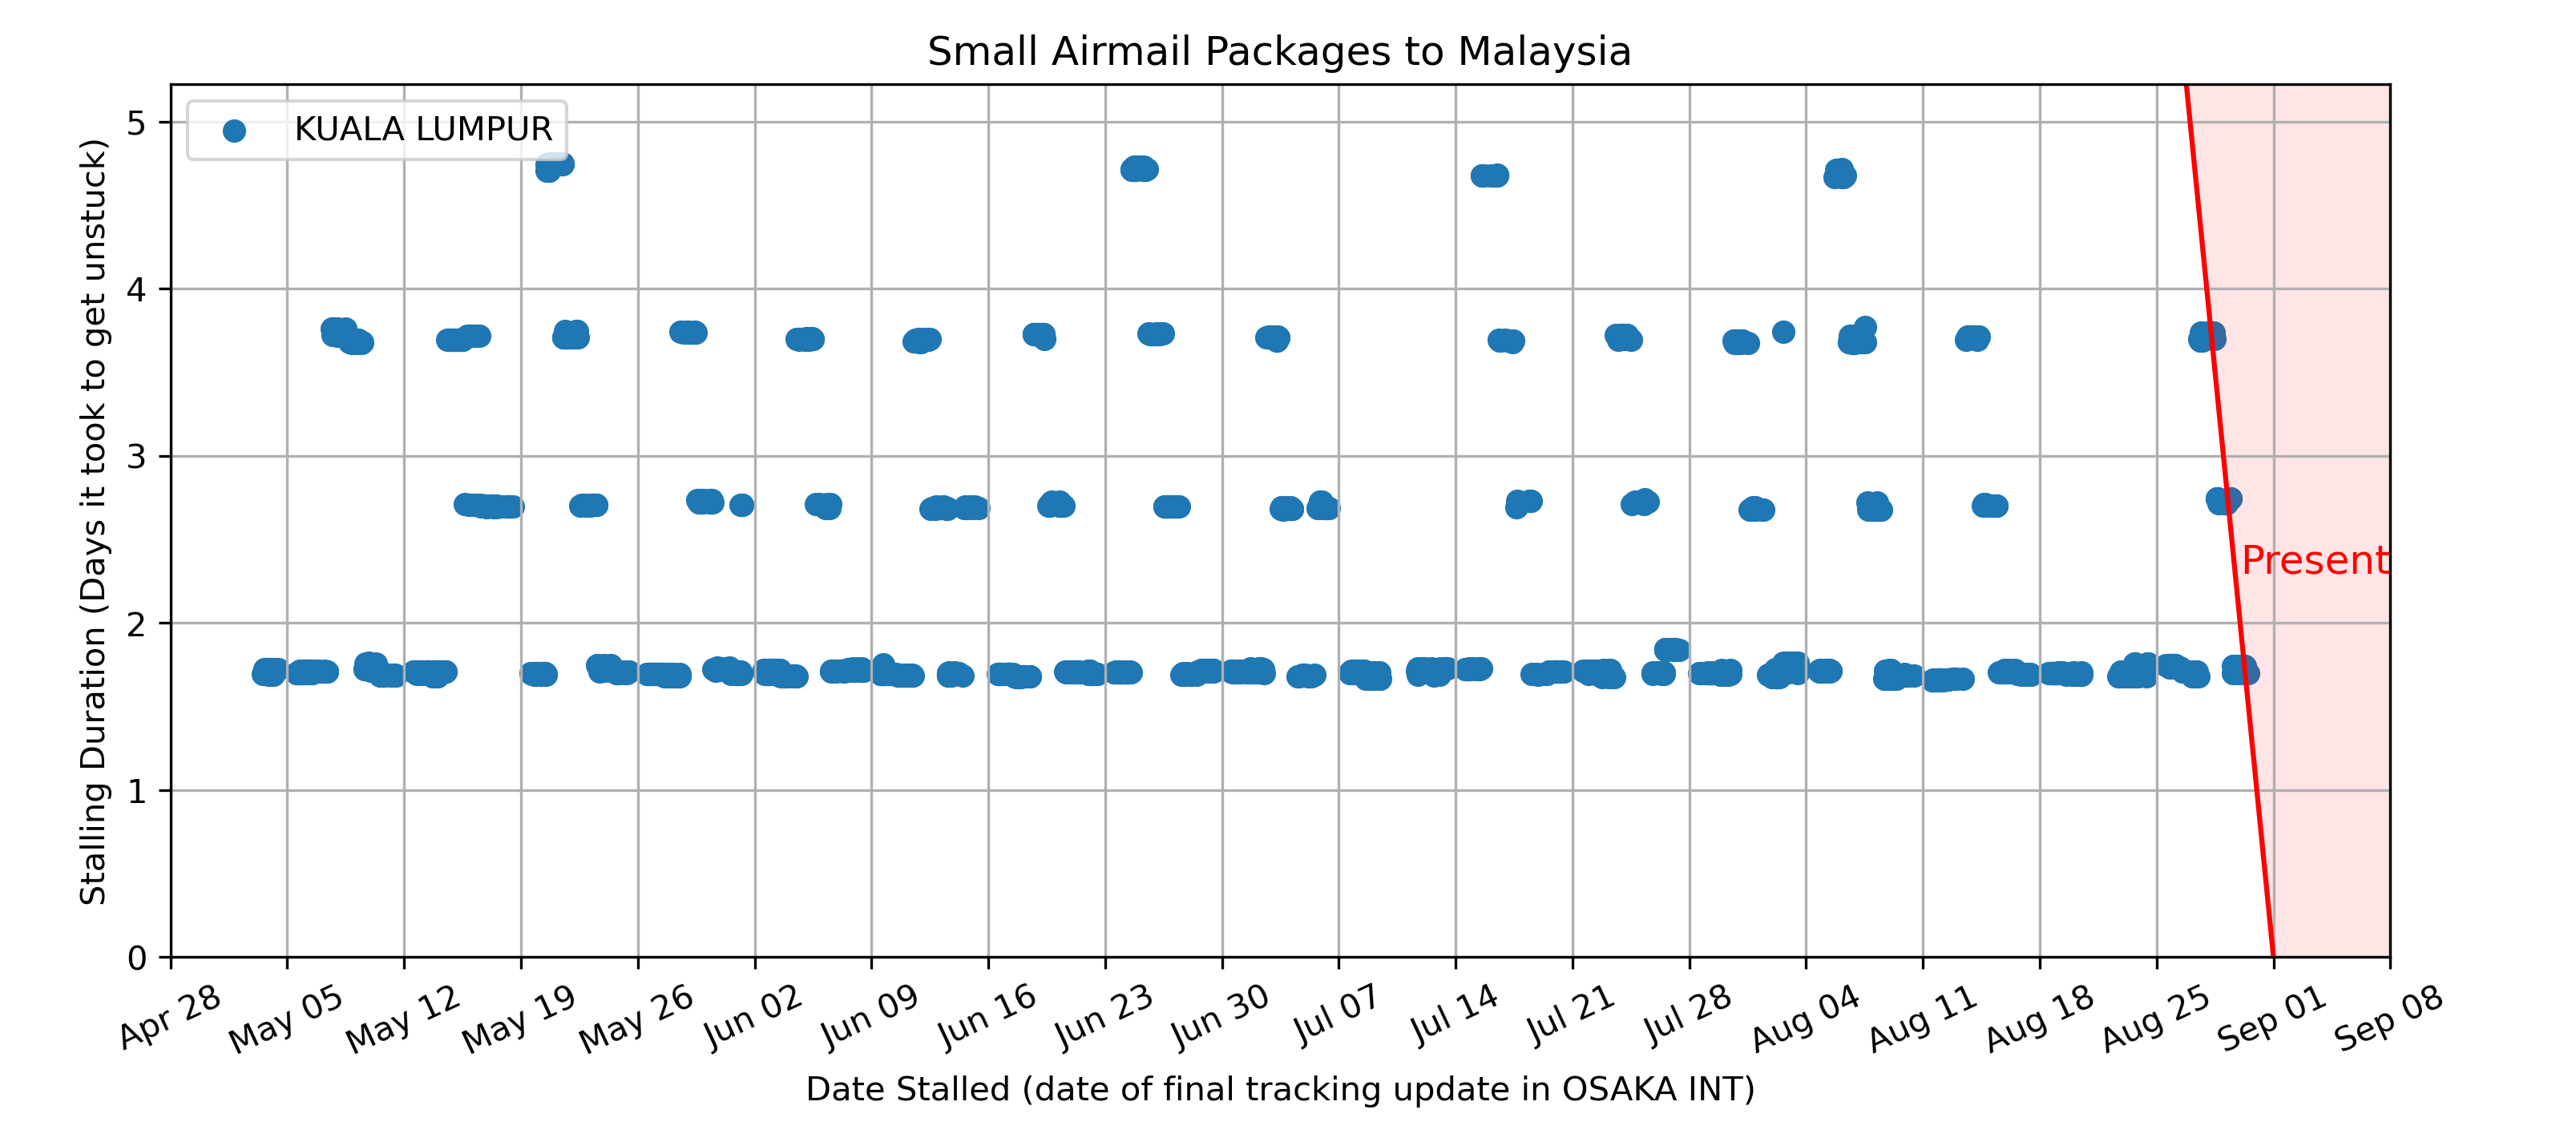 Small Airmail Packages to Malaysia
KUALA LUMPUR
Stalling Duration (Days it took to get unstuck)
5
4
3
2
1
0
Present
Apr 28
May 05
May 12
May 19
May 26
Jun 02
Jun 09
Jun 16
Jun 23
Jun 30
Jul 07
Jul 14
Jul 21
Jul 28
Aug 04
Aug 11
Aug 18
Aug 25
Sep 01
Sep 08
Date Stalled (date of final tracking update in OSAKA INT)